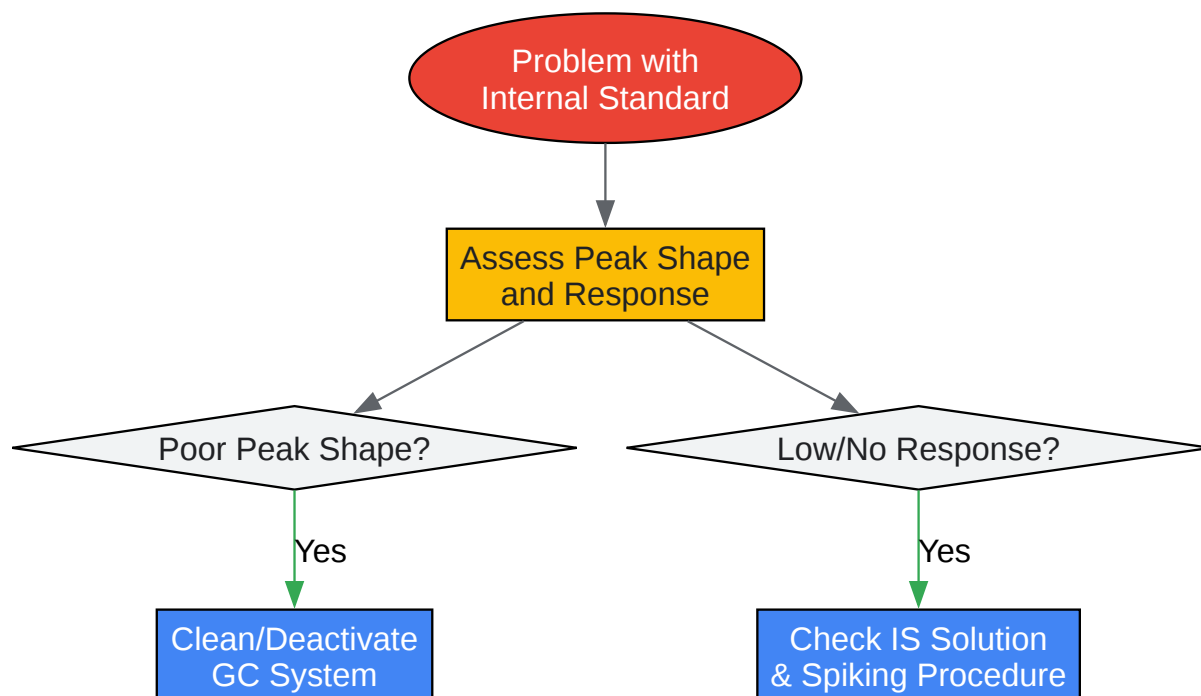 Problem with
Internal Standard
Assess Peak Shape
and Response
Poor Peak Shape?
Low/No Response?
Yes
Yes
Clean/Deactivate
GC System
Check IS Solution
& Spiking Procedure